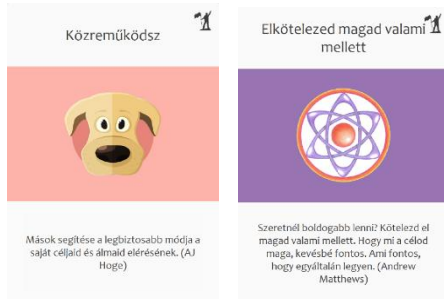 Közreműködsz
Mások segítése a legbiztosabb módja a
saját céljaid és álmaid elérésének. (AJ
Hoge)
Elkötelezed magad valami
mellett
Szeretnél boldogabb lenni? Kötelezd el
magad valami mellett. Hogy mi a célod
maga, kevésbé fontos. Ami fontos,
hogy egyáltalán legyen. (Andrew
Matthews)